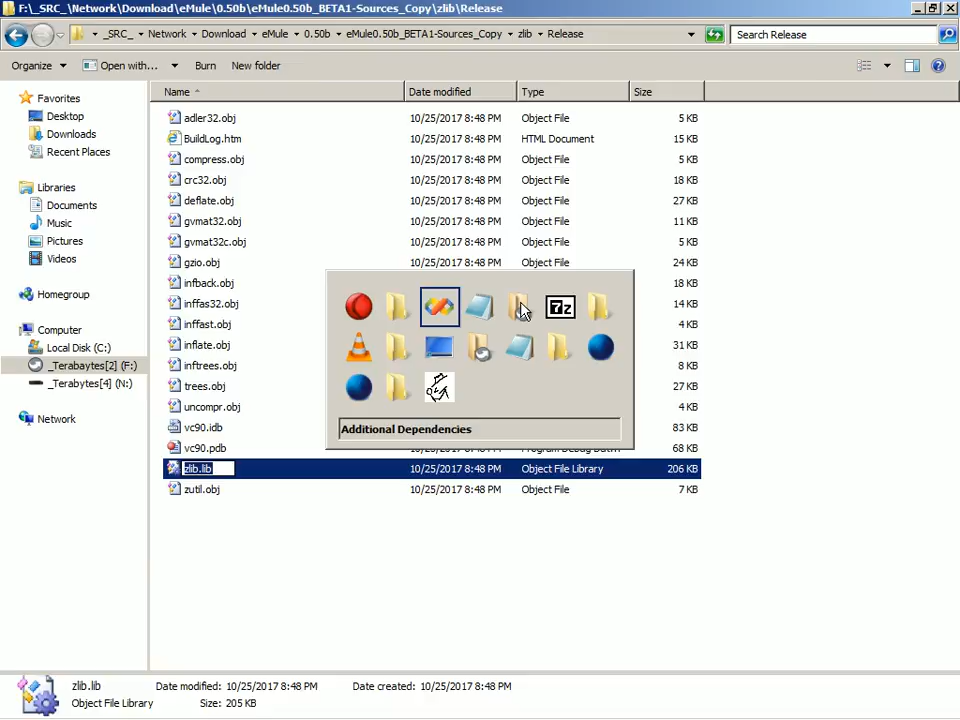 F:\_SRC_\Network\Download\eMule\0.50b\eMule0.50b_BETA1-Sources_Copy\zlib\Release
_SRC_ Network Download eMule 0.50b eMule0.50b_BETA1-Sources_Copy zlib Release
Search Release
Organize Open with... Burn New folder
Name Date modified Type Size
Favorites
Desktop
Downloads
Recent Places
Libraries
Documents
Music
Pictures
Videos
Homegroup
Computer
Local Disk (C:)
_Terabaytes[2] (F:)
_Terabytes[4] (N:)
Network
adler32.obj 10/25/2017 8:48 PM Object File 5 KB
BuildLog.htm 10/25/2017 8:48 PM HTML Document 15 KB
compress.obj 10/25/2017 8:48 PM Object File 5 KB
crc32.obj 10/25/2017 8:48 PM Object File 18 KB
deflate.obj 10/25/2017 8:48 PM Object File 27 KB
gvmat32.obj 10/25/2017 8:48 PM Object File 11 KB
gvmat32c.obj 10/25/2017 8:48 PM Object File 5 KB
gzio.obj 10/25/2017 8:48 PM Object File 24 KB
infback.obj 18 KB
inffas32.obj 14 KB
inffast.obj 4 KB
inflate.obj 31 KB
inftrees.obj 8 KB
trees.obj 27 KB
uncompr.obj 4 KB
vc90.idb 83 KB
vc90.pdb 68 KB
zlib.lib 10/25/2017 8:48 PM Object File Library 206 KB
zutil.obj 10/25/2017 8:48 PM Object File 7 KB
7z
Additional Dependencies
zlib.lib Date modified: 10/25/2017 8:48 PM Date created: 10/25/2017 8:48 PM
Object File Library Size: 205 KB